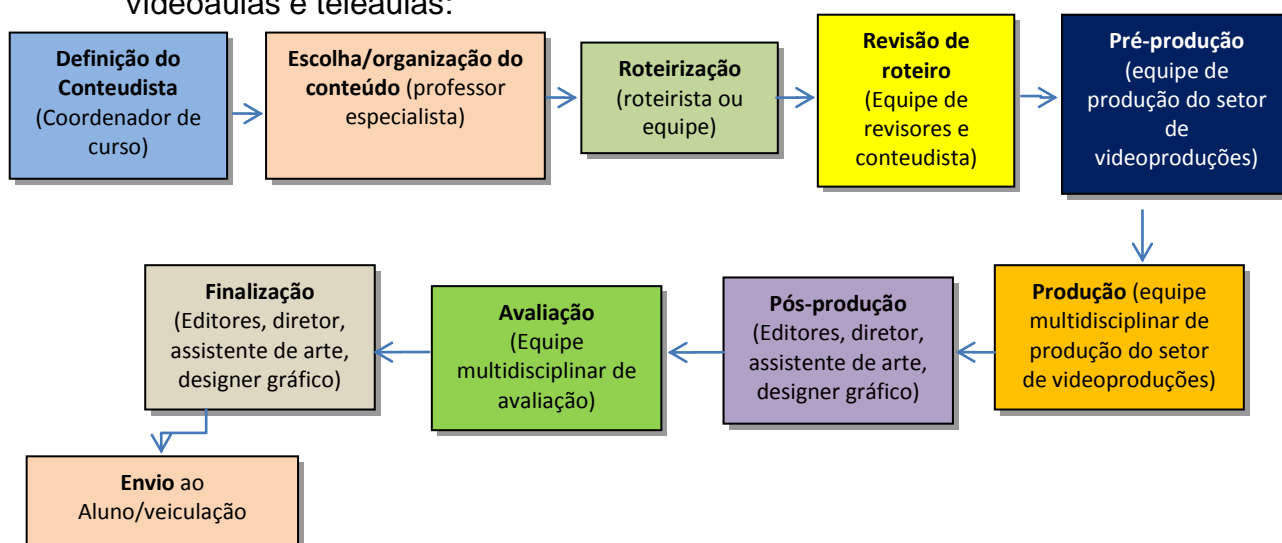 videoaulas e teleaulas:
Definição do
Conteudista
(Coordenador de
curso)
Escolha/organização do
conteúdo (professor
especialista)
Roteirização
(roteirista ou
equipe)
Revisão de
roteiro
(Equipe de
revisores e
conteudista)
Pré-produção
(equipe de
produção do setor
de
videoproduções)
Produção (equipe
multidisciplinar de
produção do setor
de videoproduções)
Pós-produção
(Editores, diretor,
assistente de arte,
designer gráfico)
Avaliação
(Equipe
multidisciplinar de
avaliação)
Finalização
(Editores, diretor,
assistente de arte,
designer gráfico)
Envio ao
Aluno/veiculação